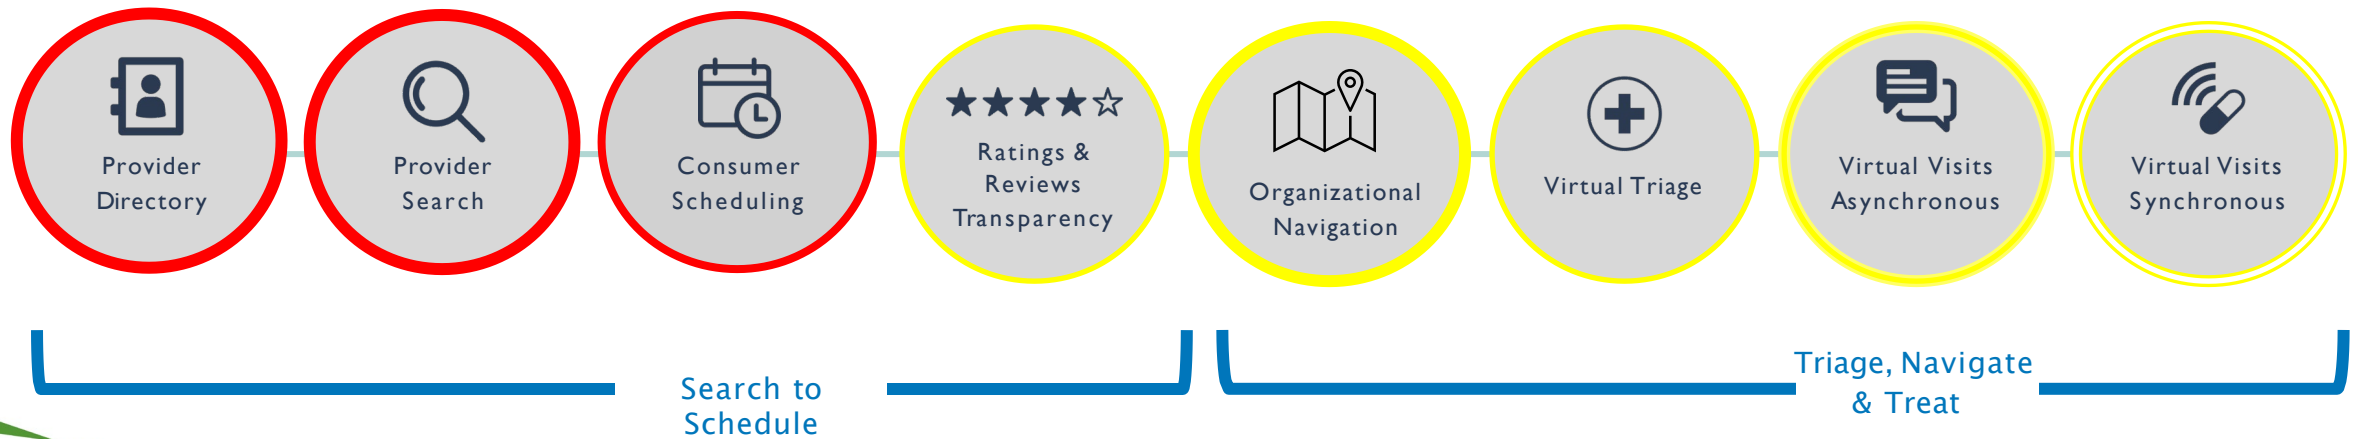 Provider
Directory
Provider
Search
Consumer
Scheduling
Ratings &
Reviews
Transparency
Organizational
Navigation
Virtual Triage
Virtual Visits
Asynchronous
Virtual Visits
Synchronous
Search to
Schedule
Triage, Navigate
& Treat